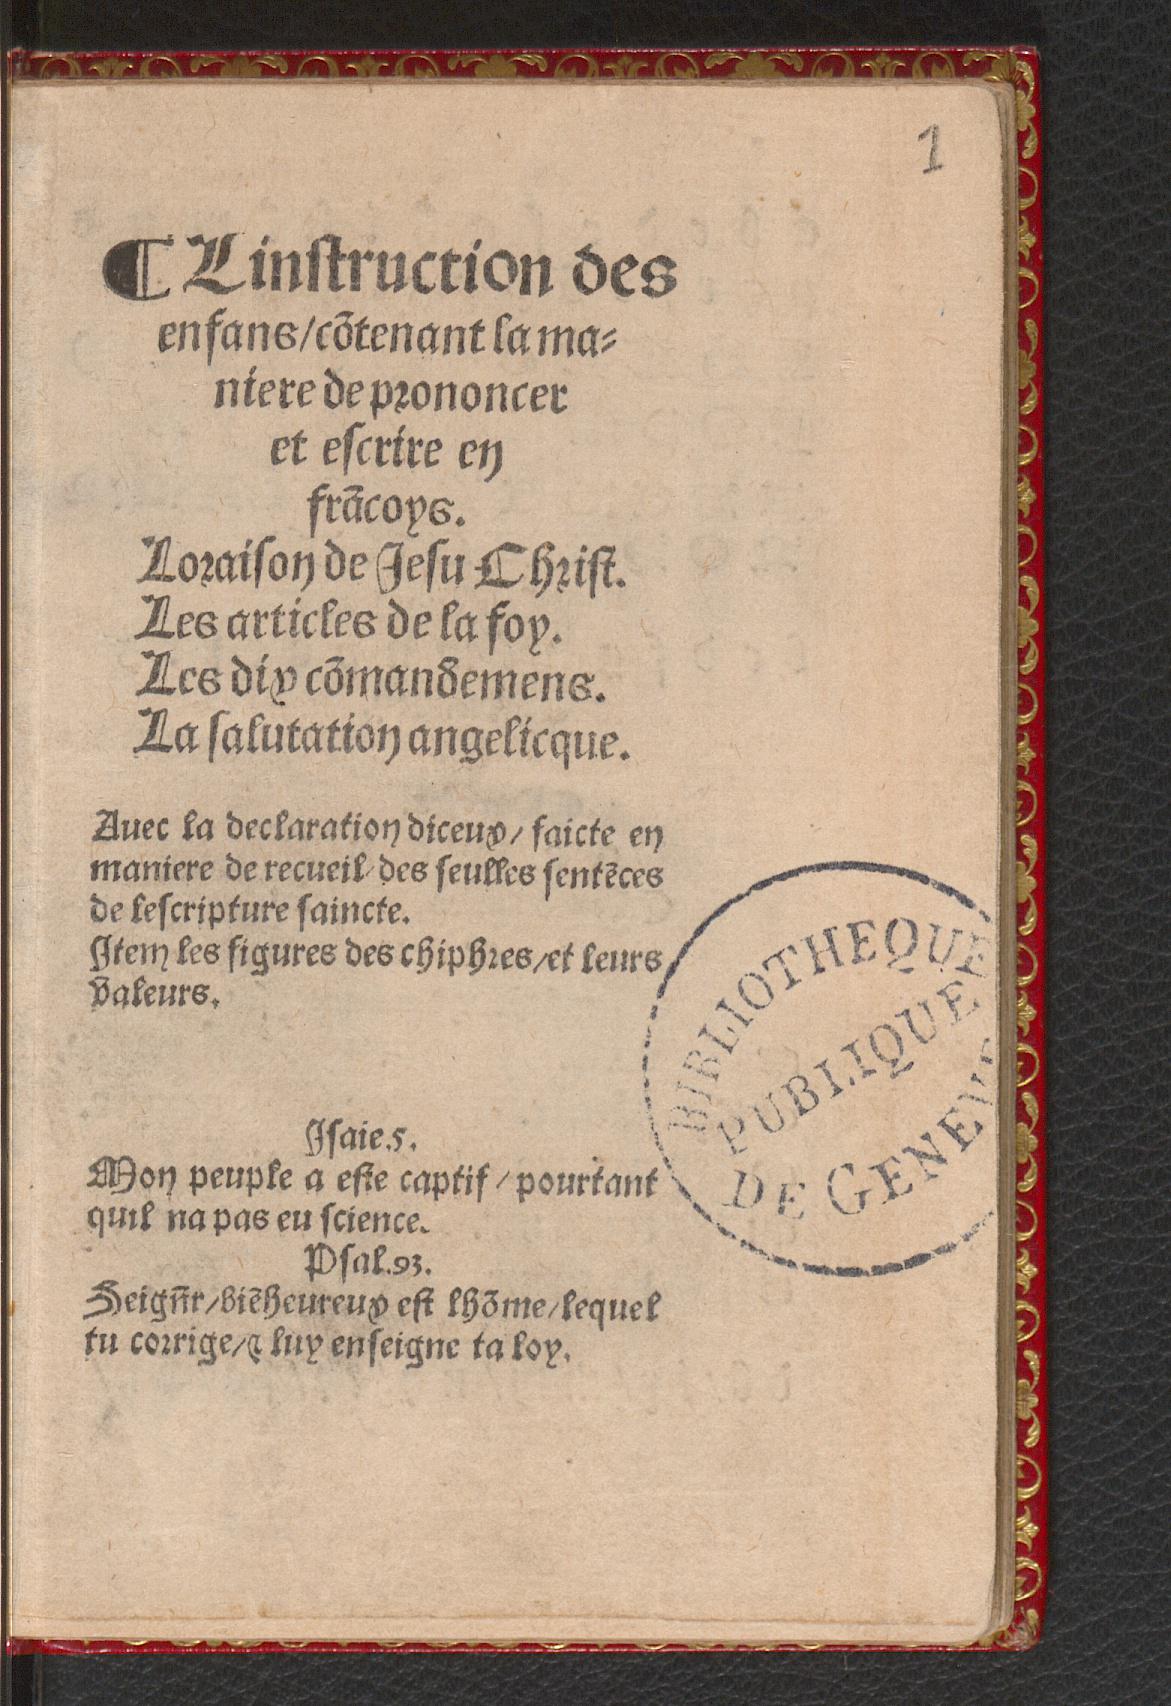 1
¶ Linstruction des
enfans/cõtenant la ma⸗
niere de prononcer
et escrire en
frãcoys.
Loraison de Jesu Christ.
Les articles de la foy.
Les dix cõmandemens.
La salutation angelicque.
Auec la declaration diceux/ faicte en
maniere de recueil des seulles sentẽces
de lescripture saincte.
Item les figures des chiphres/et leurs
valeurs.
Isaie.5.
Mon peuple a este captif / pourtant
quil na pas eu science.
Psal.93.
Seigñr/biẽheureux est lhõme/lequel
tu corrige/⁊ luy enseigne ta loy.
BIBLIOTHEQUE
PUBLIQUE
DE GENEVE